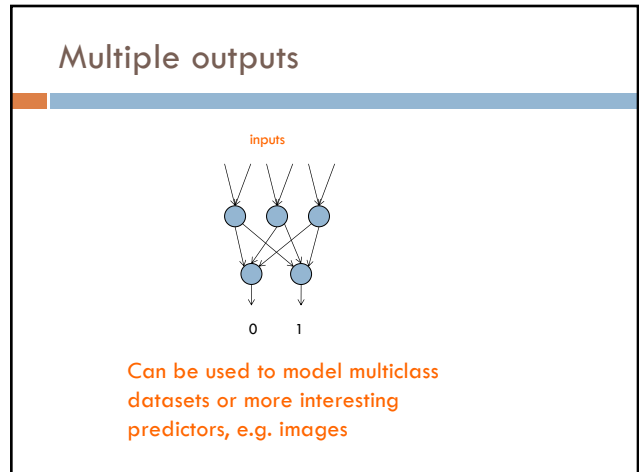 Multiple outputs
inputs
0 1
Can be used to model multiclass
datasets or more interesting
predictors, e.g. images